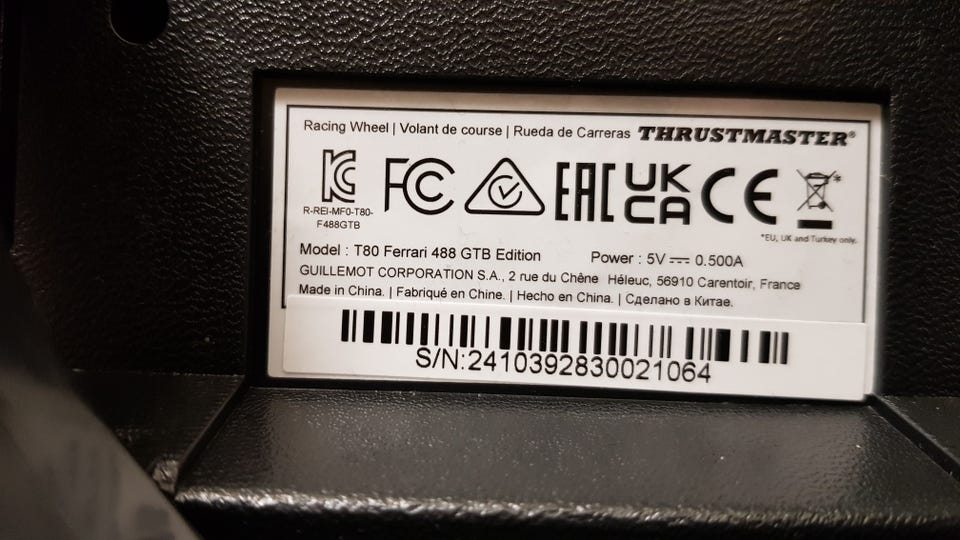 Racing Wheel | Volant de course | Rueda de Carreras THRUSTMASTER®
KC FC EAC UK CA CE *
R-REI-MF0-T80-
F488GTB
*EU, UK and Turkey only.
Model : T80 Ferrari 488 GTB Edition Power : 5V 0.500A
GUILLEMOT CORPORATION S.A., 2 rue du Chêne Héleuc, 56910 Carentoir, France
Made in China. | Fabriqué en Chine. | Hecho en China. | Сделано в Китае.
S/N:2410392830021064